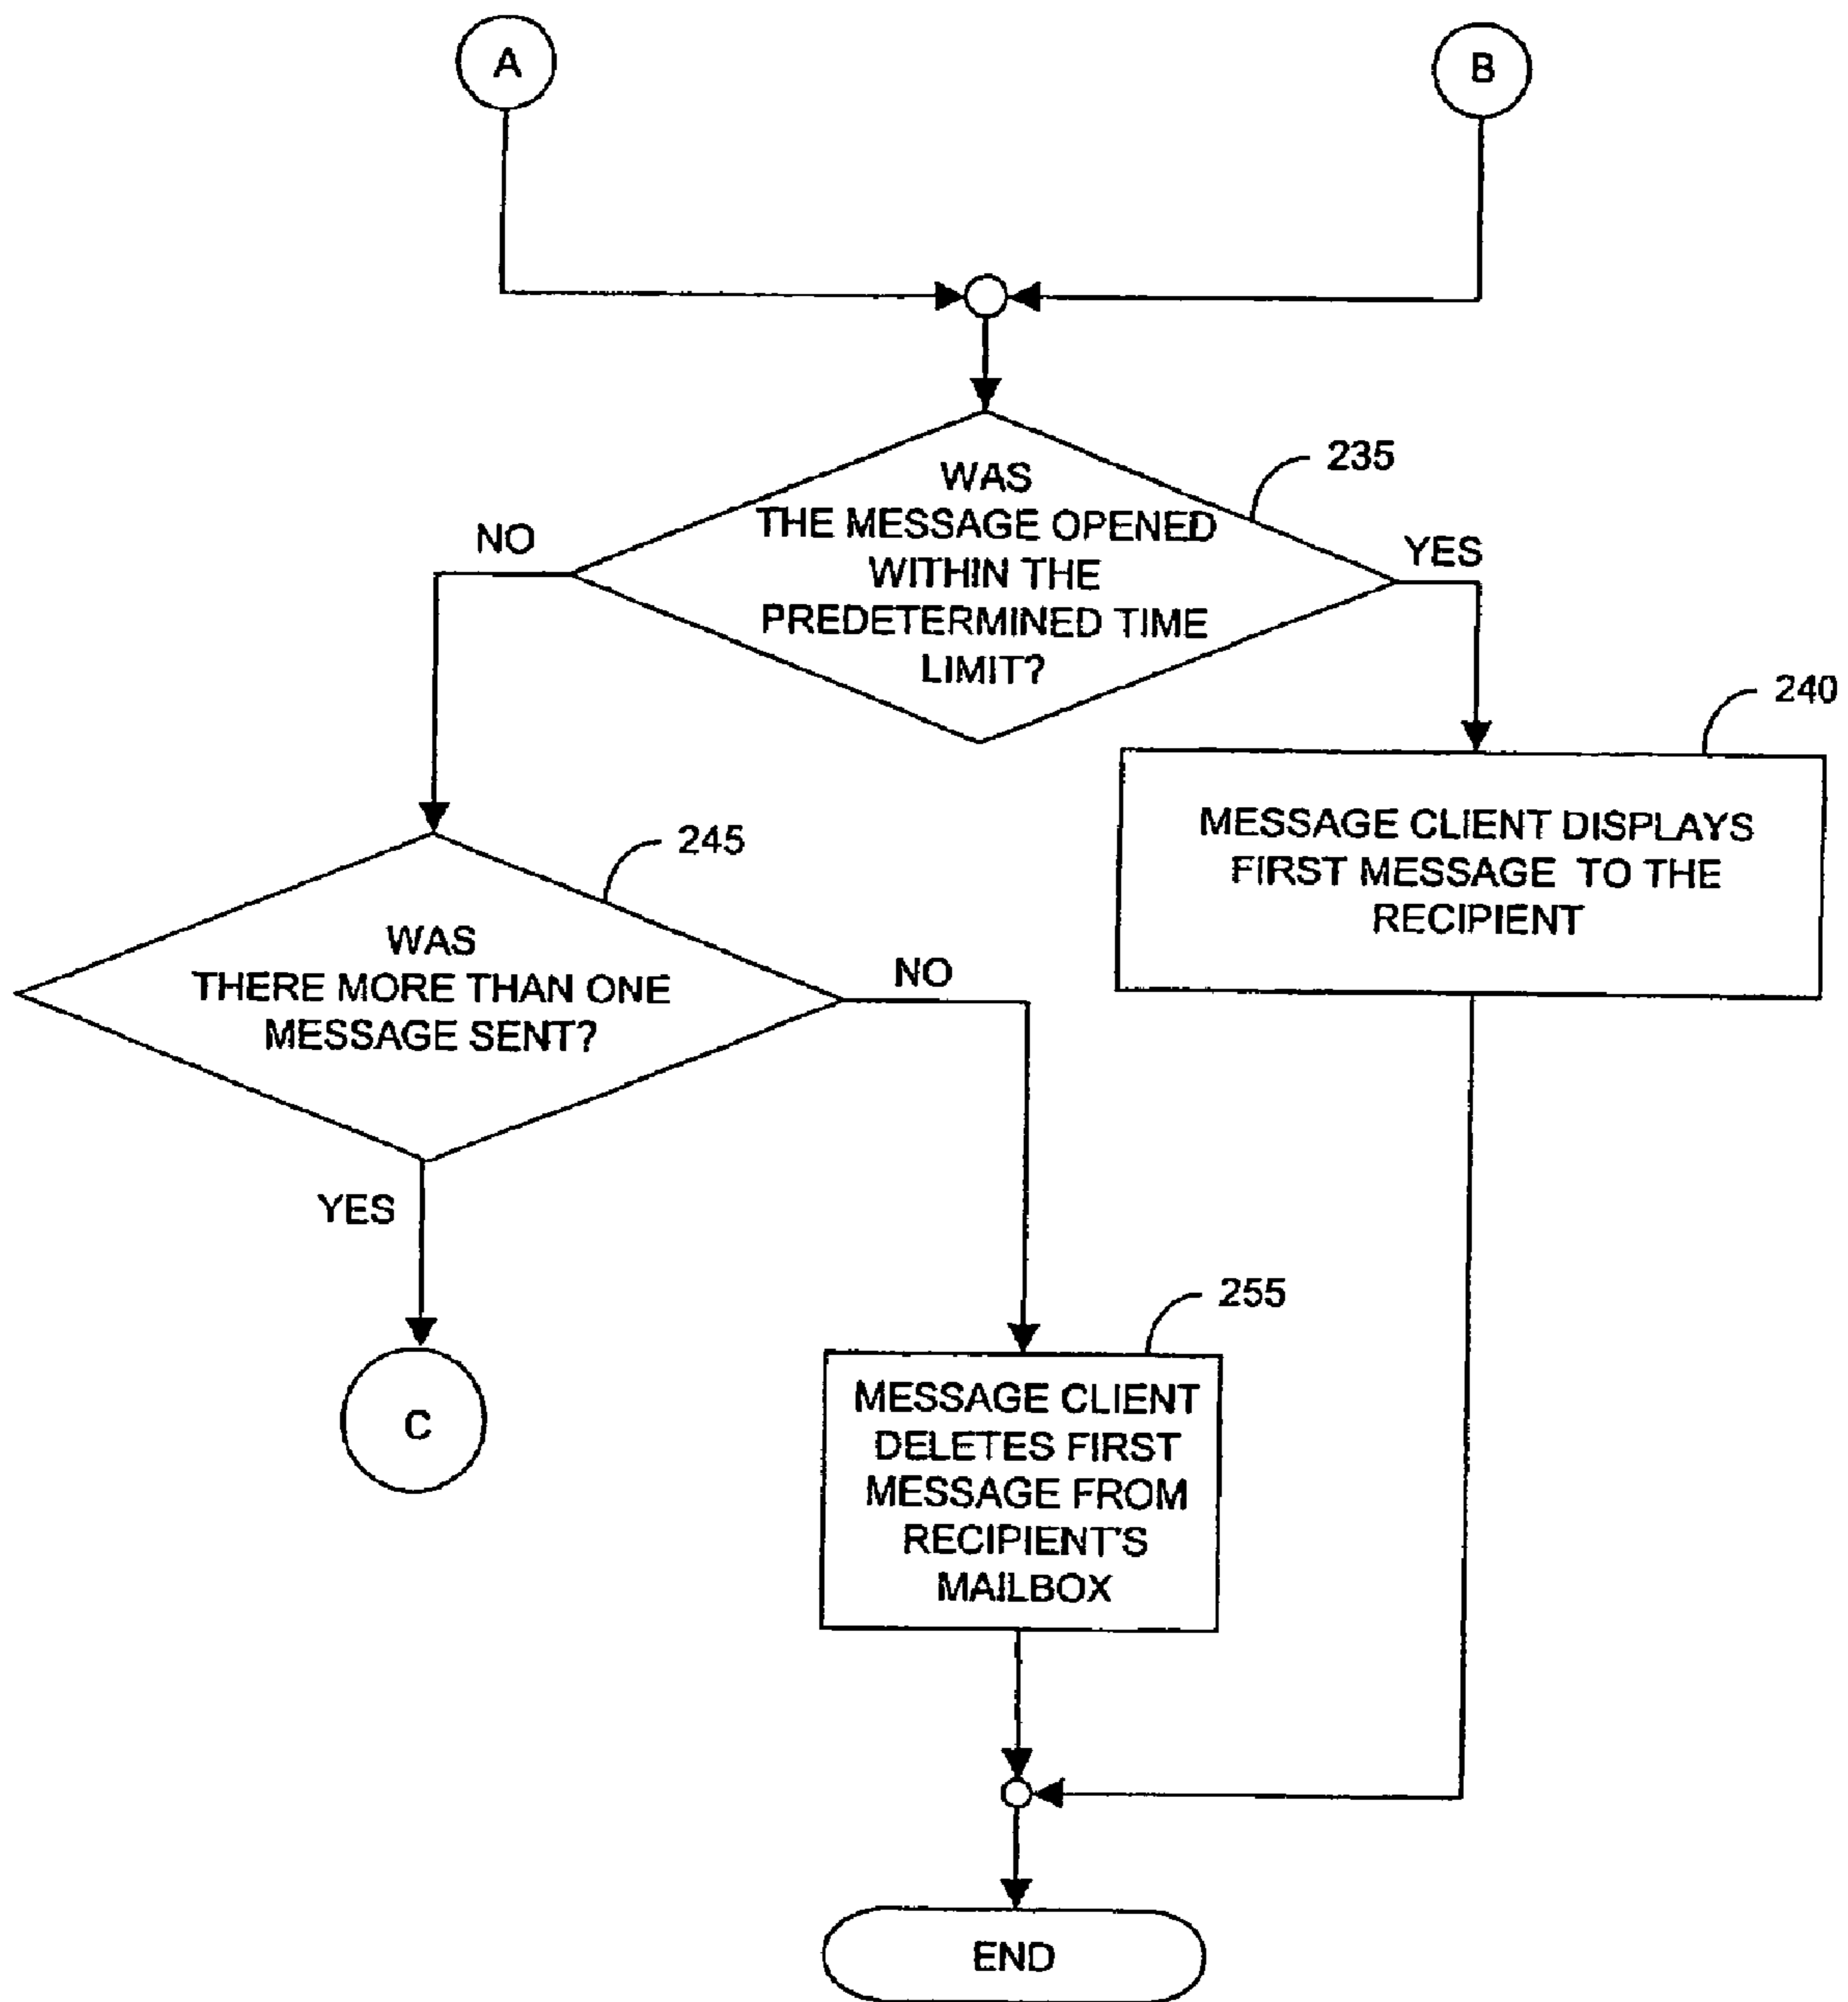 A
B
WAS
THE MESSAGE OPENED
WITHIN THE
PREDETERMINED TIME
LIMIT?
235
NO
YES
240
MESSAGE CLIENT DISPLAYS
FIRST MESSAGE TO THE
RECIPIENT
245
WAS
THERE MORE THAN ONE
MESSAGE SENT?
NO
YES
C
255
MESSAGE CLIENT
DELETES FIRST
MESSAGE FROM
RECIPIENT'S
MAILBOX
END